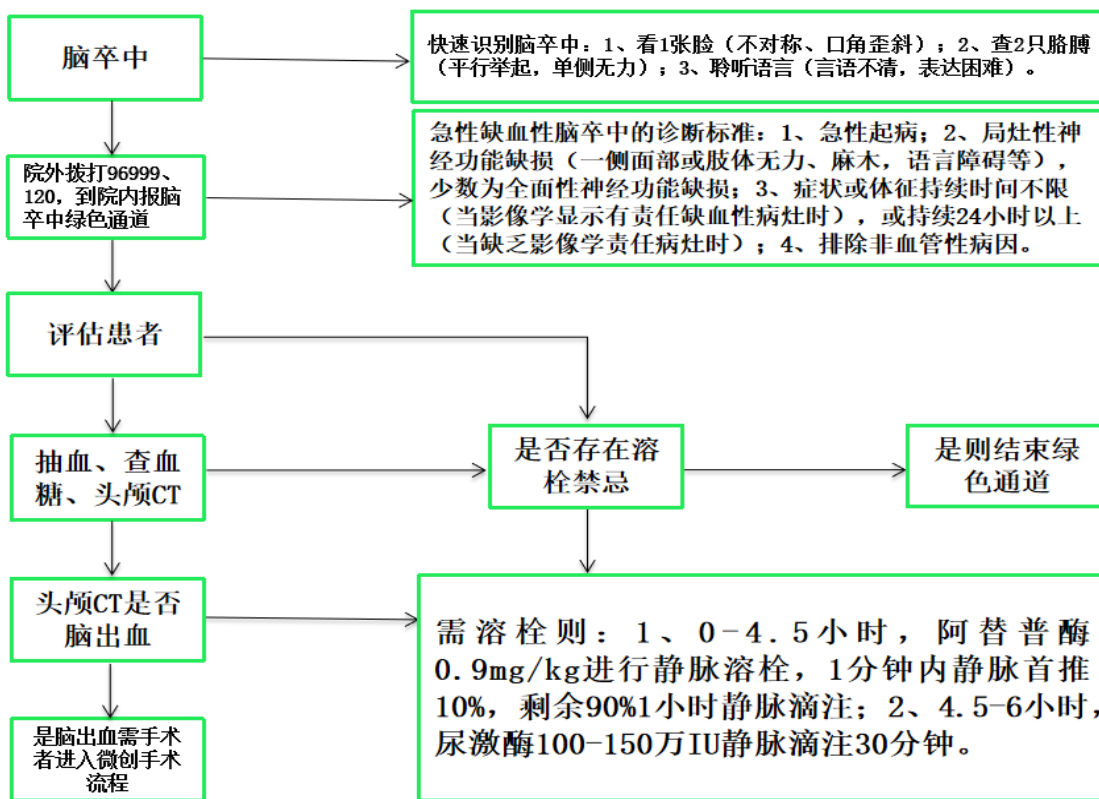 脑卒中
快速识别脑卒中：1、看1张脸（不对称、口角歪斜）；2、查2只胳膊
（平行举起，单侧无力）；3、聆听语言（言语不清，表达困难）。
院外拨打96999、
120，到院内报脑
卒中绿色通道
急性缺血性脑卒中的诊断标准：1、急性起病；2、局灶性神
经功能缺损（一侧面部或肢体无力、麻木，语言障碍等），
少数为全面性神经功能缺损；3、症状或体征持续时间不限
（当影像学显示有责任缺血性病灶时），或持续24小时以上
（当缺乏影像学责任病灶时）；4、排除非血管性病因。
评估患者
抽血、查血
糖、头颅CT
是否存在溶
栓禁忌
是则结束绿
色通道
头颅CT是否
脑出血
需溶栓则：1、0-4.5小时，阿替普酶
0.9mg/kg进行静脉溶栓，1分钟内静脉首推
10%，剩余90%1小时静脉滴注；2、4.5-6小时，
尿激酶100-150万IU静脉滴注30分钟。
是脑出血需手术
者进入微创手术
流程